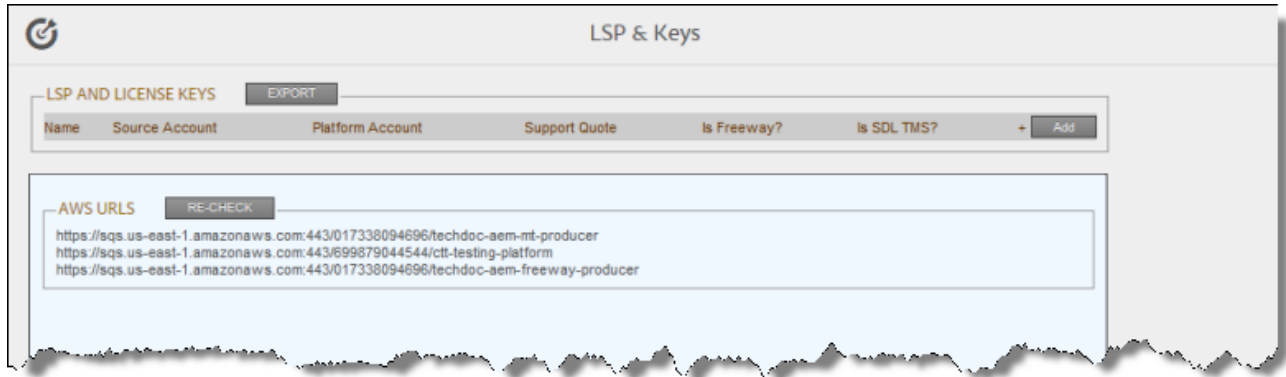 LSP & Keys
LSP AND LICENSE KEYS EXPORT
Name Source Account Platform Account Support Quote Is Freeway? Is SDL TMS? + Add
AWS URLS RE-CHECK
https://sqs.us-east-1.amazonaws.com:443/017338094696/techdoc-aem-mt-producer
https://sqs.us-east-1.amazonaws.com:443/699879044544/ctt-testing-platform
https://sqs.us-east-1.amazonaws.com:443/017338094696/techdoc-aem-freeway-producer